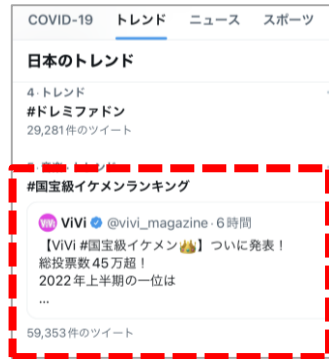 COVID-19 トレンド ニュース スポーツ
日本のトレンド
4·トレンド
#ドレミファドン
29,281件のツイート
#国宝級イケメンランキング
ViVi @vivi_magazine·6時間
【ViVi #国宝級イケメン👑】ついに発表！
総投票数45万超！
2022年上半期の一位は
...
59,353件のツイート